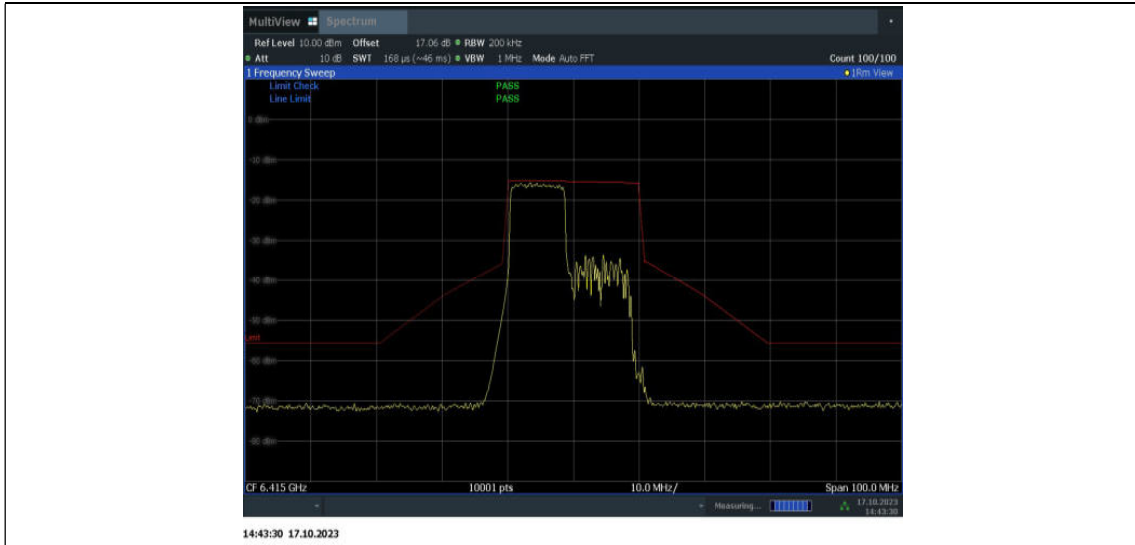 MultiView Spectrum
Ref Level 10.00 dBm Offset 17.06 dB RBW 200 kHz
Att 10 dB SWT 168 µs (~46 ms) VBW 1 MHz Mode Auto FFT Count 100/100
1 Frequency Sweep 1Rm View
Limit Check PASS
Line Limit PASS
0 dBm
-10 dBm
-20 dBm
-30 dBm
-40 dBm
-50 dBm
-60 dBm
-70 dBm
-80 dBm
CF 6.415 GHz 10001 pts 10.0 MHz/ Span 100.0 MHz
Measuring... 17.10.2023
14:43:30
14:43:30 17.10.2023